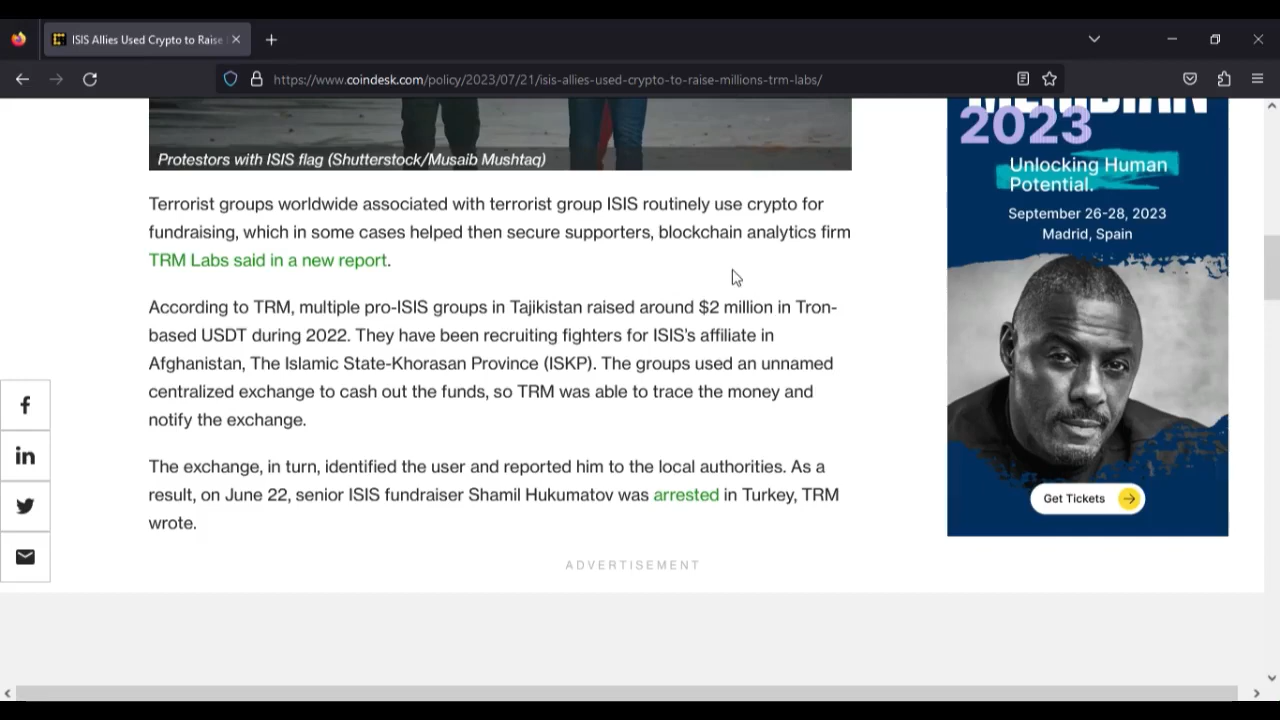 ISIS Allies Used Crypto to Raise
https://www.coindesk.com/policy/2023/07/21/isis-allies-used-crypto-to-raise-millions-trm-labs/
Protestors with ISIS flag (Shutterstock/Musaib Mushtaq)
Terrorist groups worldwide associated with terrorist group ISIS routinely use crypto for
fundraising, which in some cases helped then secure supporters, blockchain analytics firm
TRM Labs said in a new report.
According to TRM, multiple pro-ISIS groups in Tajikistan raised around $2 million in Tron-
based USDT during 2022. They have been recruiting fighters for ISIS's affiliate in
Afghanistan, The Islamic State-Khorasan Province (ISKP). The groups used an unnamed
centralized exchange to cash out the funds, so TRM was able to trace the money and
notify the exchange.
The exchange, in turn, identified the user and reported him to the local authorities. As a
result, on June 22, senior ISIS fundraiser Shamil Hukumatov was arrested in Turkey, TRM
wrote.
ADVERTISEMENT
2023
Unlocking Human
Potential.
September 26-28, 2023
Madrid, Spain
Get Tickets